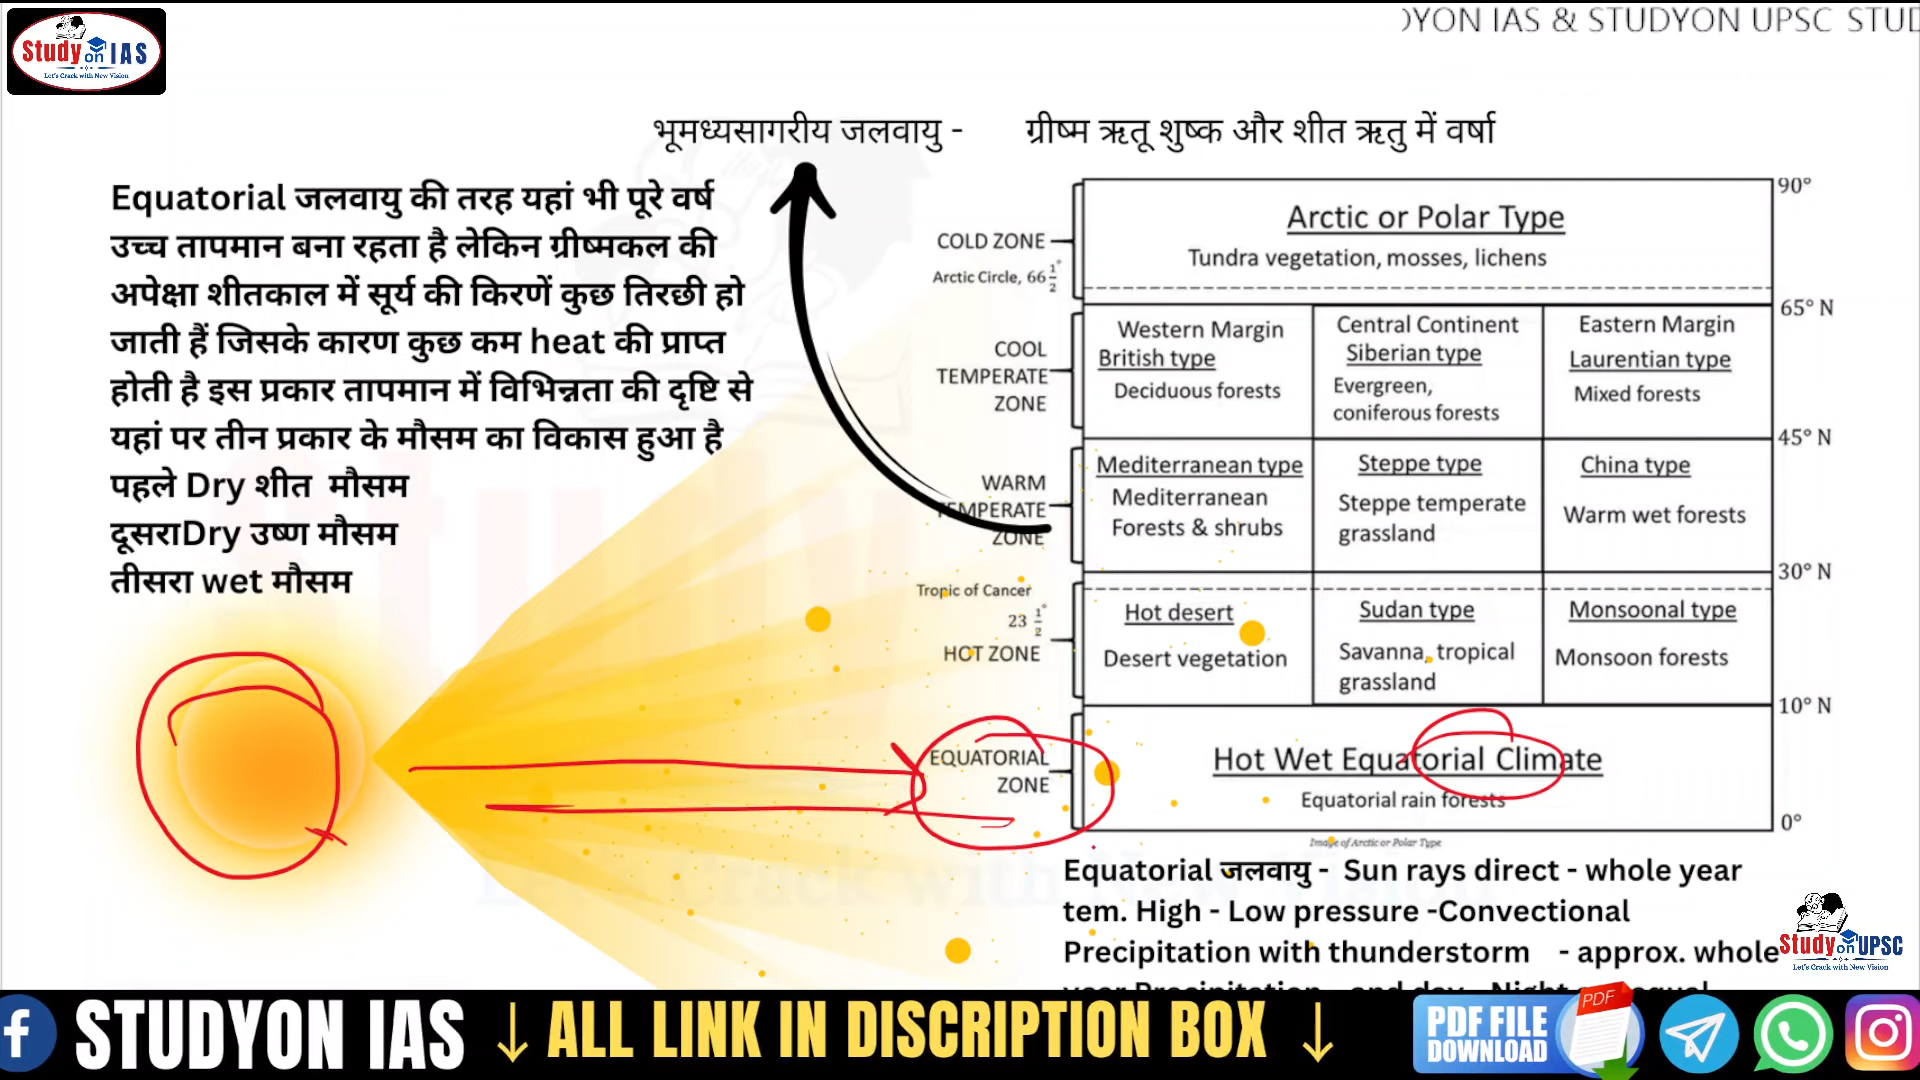 Study on IAS
Let's Crack with New Vision
YON IAS & STUDYON UPSC STUD
भूमध्यसागरीय जलवायु - ग्रीष्म ऋतू शुष्क और शीत ऋतु में वर्षा
Equatorial जलवायु की तरह यहां भी पूरे वर्ष
उच्च तापमान बना रहता है लेकिन ग्रीष्मकल की
अपेक्षा शीतकाल में सूर्य की किरणें कुछ तिरछी हो
जाती हैं जिसके कारण कुछ कम heat की प्राप्त
होती है इस प्रकार तापमान में विभिन्नता की दृष्टि से
यहां पर तीन प्रकार के मौसम का विकास हुआ है
पहले Dry शीत मौसम
दूसराDry उष्ण मौसम
तीसरा wet मौसम
90°
Arctic or Polar Type
COLD ZONE
Tundra vegetation, mosses, lichens
Arctic Circle, 66 1/2°
65° N
Western Margin
British type
Deciduous forests
Central Continent
Siberian type
Evergreen,
coniferous forests
Eastern Margin
Laurentian type
Mixed forests
COOL
TEMPERATE
ZONE
45° N
Mediterranean type
Mediterranean
Forests & shrubs
Steppe type
Steppe temperate
grassland
China type
Warm wet forests
WARM
TEMPERATE
ZONE
30° N
Tropic of Cancer
23 1/2°
HOT ZONE
Hot desert
Desert vegetation
Sudan type
Savanna, tropical
grassland
Monsoonal type
Monsoon forests
10° N
EQUATORIAL
ZONE
Hot Wet Equatorial Climate
Equatorial rain forests
0°
Image of Arctic or Polar Type
Equatorial जलवायु - Sun rays direct - whole year
tem. High - Low pressure -Convectional
Precipitation with thunderstorm - approx. whole
Study on UPSC
Let's Crack with New Vision
STUDYON IAS ↓ ALL LINK IN DISCRIPTION BOX ↓
PDF FILE
DOWNLOAD
PDF